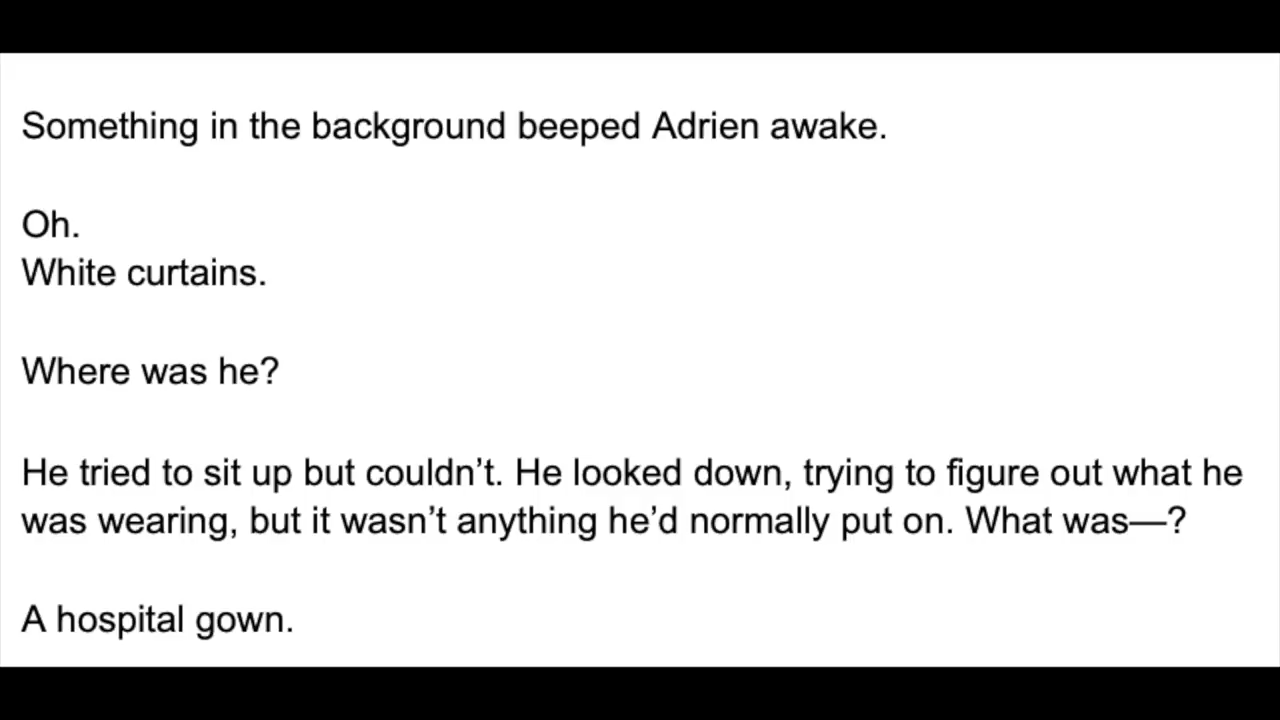 Something in the background beeped Adrien awake.
Oh.
White curtains.
Where was he?
He tried to sit up but couldn’t. He looked down, trying to figure out what he
was wearing, but it wasn’t anything he’d normally put on. What was—?
A hospital gown.